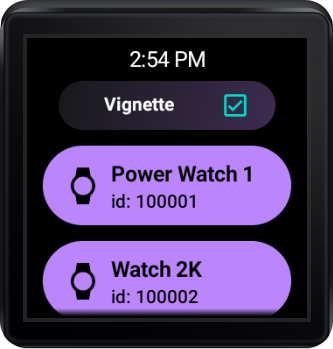 2:54 PM
Vignette
Power Watch 1
id: 100001
Watch 2K
id: 100002